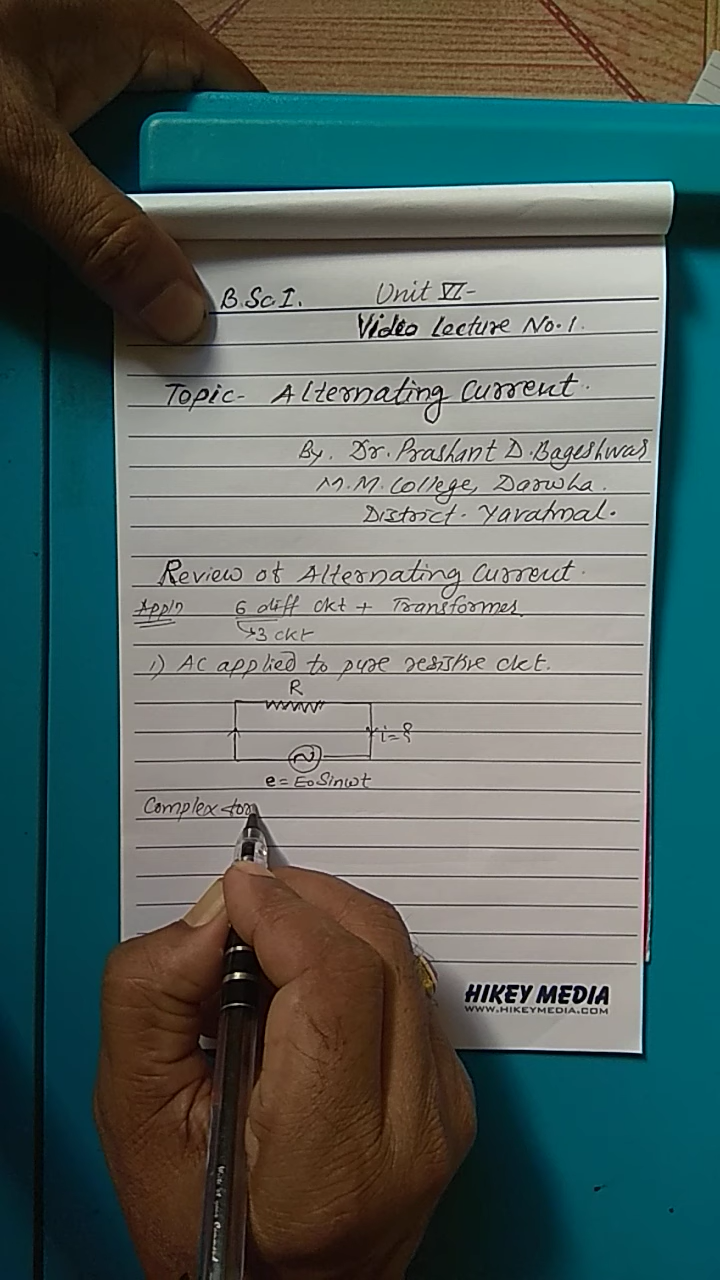 B.Sc.I. Unit VI-
Video Lecture No.1.
Topic- Alternating Current.
By. Dr. Prashant D. Bageshwar
M.M. College, Darwha.
District- Yavatmal.
Review of Alternating Current.
Appln 6 diff ckt + Transformer
↳3 ckt
1) AC applied to pure resistive ckt.
R
i=?
e = E₀ Sinωt
Complex for
HIKEY MEDIA
WWW.HIKEYMEDIA.COM